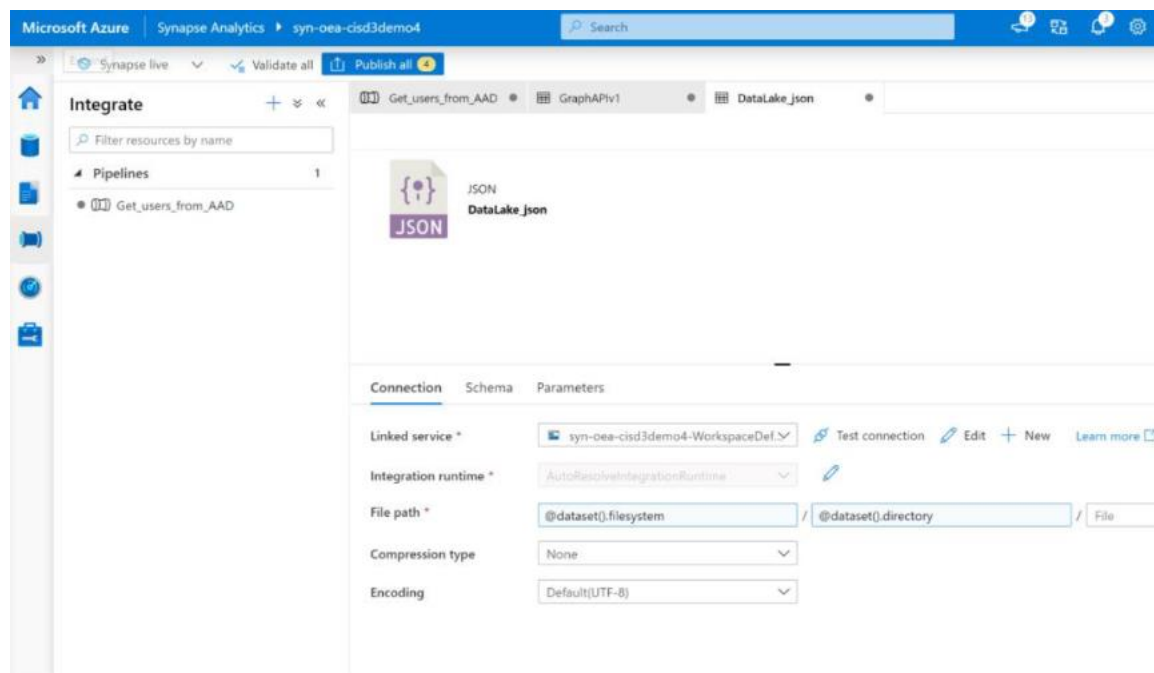 Microsoft Azure Synapse Analytics syn-oea-cisd3demo4 Search 13 1
Synapse live Validate all Publish all 4
Integrate
Filter resources by name
Pipelines 1
Get_users_from_AAD
Get_users_from_AAD GraphAPIv1 DataLake_json
JSON
JSON
DataLake_json
Connection Schema Parameters
Linked service * syn-oea-cisd3demo4-WorkspaceDef. Test connection Edit New Learn more
Integration runtime * AutoResolveIntegrationRuntime
File path * @dataset().filesystem / @dataset().directory / File
Compression type None
Encoding Default(UTF-8)